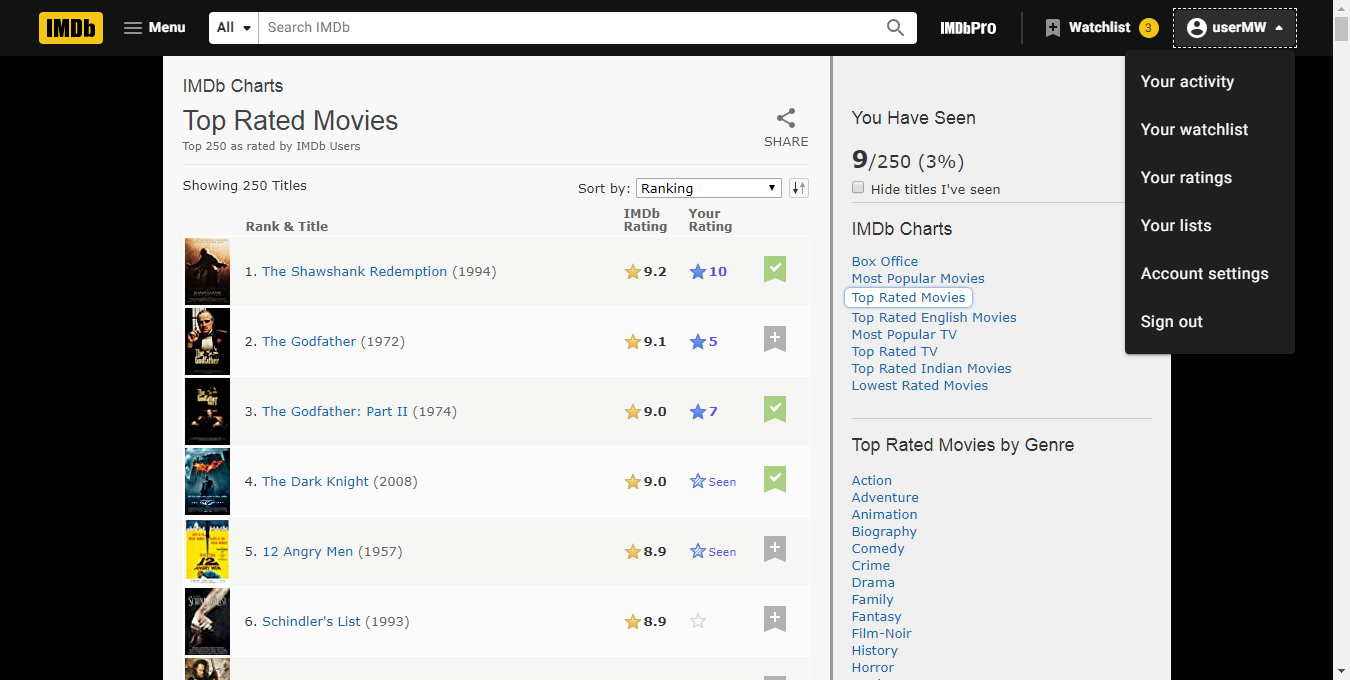 IMDb Menu All Search IMDb IMDbPro Watchlist 3 userMW
Your activity
Your watchlist
Your ratings
Your lists
Account settings
Sign out
IMDb Charts
Top Rated Movies
Top 250 as rated by IMDb Users
SHARE
Showing 250 Titles
Sort by: Ranking
Rank & Title
IMDb
Rating
Your
Rating
1. The Shawshank Redemption (1994) 9.2 10
2. The Godfather (1972) 9.1 5
3. The Godfather: Part II (1974) 9.0 7
4. The Dark Knight (2008) 9.0 Seen
5. 12 Angry Men (1957) 8.9 Seen
6. Schindler's List (1993) 8.9
You Have Seen
9/250 (3%)
Hide titles I've seen
IMDb Charts
Box Office
Most Popular Movies
Top Rated Movies
Top Rated English Movies
Most Popular TV
Top Rated TV
Top Rated Indian Movies
Lowest Rated Movies
Top Rated Movies by Genre
Action
Adventure
Animation
Biography
Comedy
Crime
Drama
Family
Fantasy
Film-Noir
History
Horror